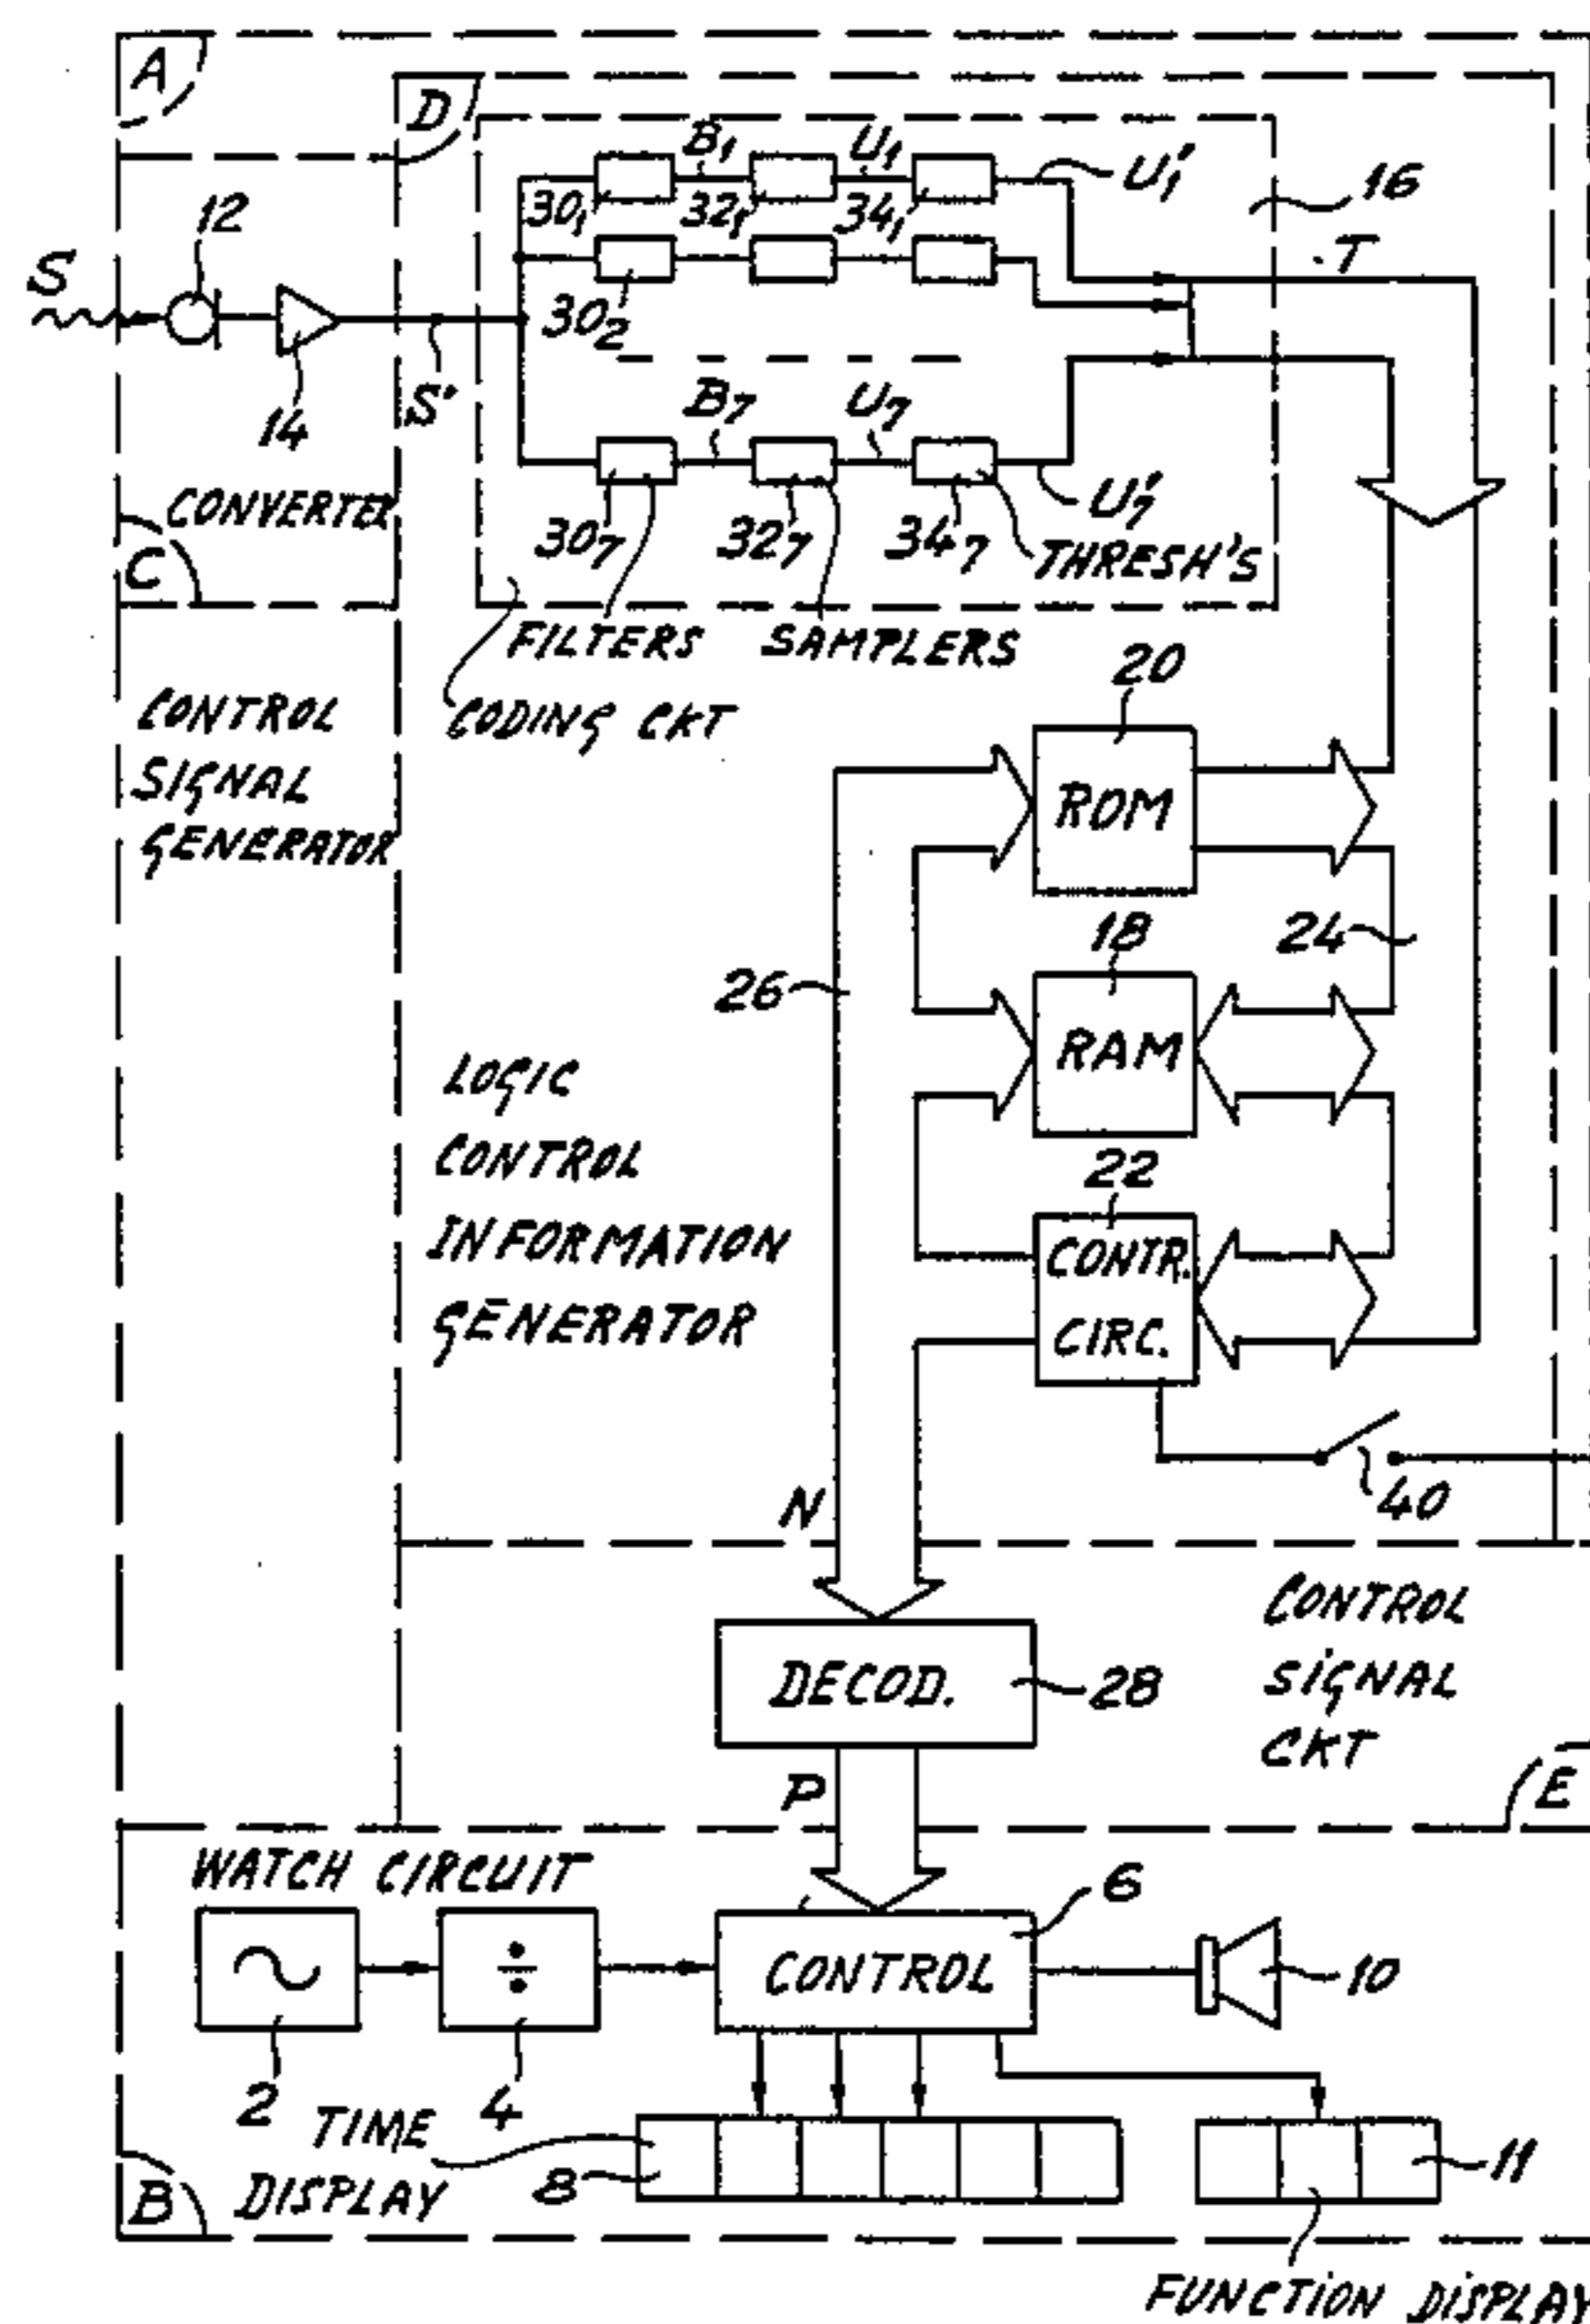 A
D
B1
U1
U'1
16
12
301
321
341
S
T
302
14
S'
B7
U7
U'7
CONVERTER
C
307
327
347
THRESH'S
FILTERS
SAMPLERS
CODING CKT
20
CONTROL
SIGNAL
GENERATOR
ROM
18
24
26
RAM
LOGIC
CONTROL
INFORMATION
GENERATOR
22
CONTR.
CIRC.
40
N
CONTROL
SIGNAL
CKT
DECOD.
28
P
E
WATCH CIRCUIT
6
÷
CONTROL
10
2
4
TIME
DISPLAY
8
11
B
FUNCTION DISPLAY